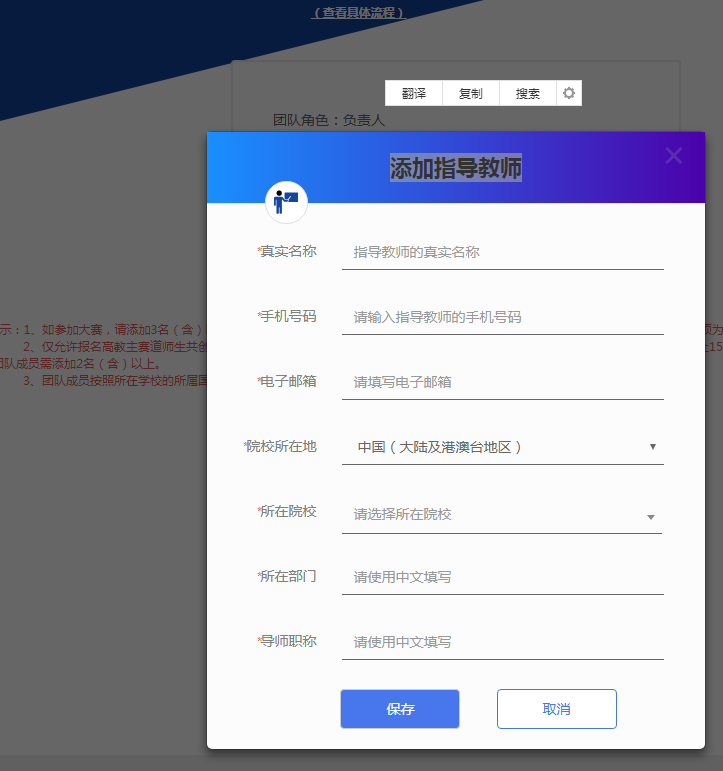 （查看具体流程）
翻译 复制 搜索
团队角色：负责人
添加指导教师
*真实名称 指导教师的真实名称
*手机号码 请输入指导教师的手机号码
*电子邮箱 请填写电子邮箱
*院校所在地 中国（大陆及港澳台地区）
*所在院校 请选择所在院校
*所在部门 请使用中文填写
*导师职称 请使用中文填写
保存 取消
示：1、如参加大赛，请添加3名（含）
2、仅允许报名高教主赛道师生共创
团队成员需添加2名（含）以上。
3、团队成员按照所在学校的所属国